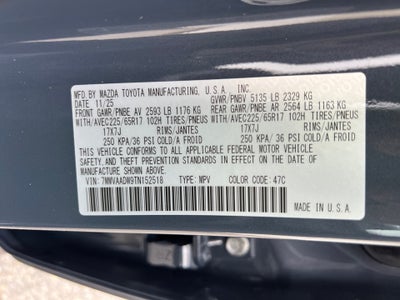 MFD. BY MAZDA TOYOTA MANUFACTURING, U.S.A., INC.
DATE 11/25 GVWR/PNBV 5135 LB 2329 KG
FRONT GAWR/PNBE AV 2593 LB 1176 KG REAR GAWR/PNBE AR 2564 LB 1163 KG
WITH/AVEC225/65R17 102H TIRES/PNEUS WITH/AVEC225/65R17 102H TIRES/PNEUS
17X7J RIMS/JANTES 17X7J RIMS/JANTES
250 KPA/36 PSI COLD/A FROID 250 KPA/36 PSI COLD/A FROID
THIS VEHICLE CONFORMS TO ALL APPLICABLE FEDERAL MOTOR VEHICLE
SAFETY, AND THEFT PREVENTION STANDARDS IN EFFECT ON THE DATE OF
MANUFACTURE SHOWN ABOVE.
VIN: 7MMVAADW9TN152518 TYPE: MPV COLOR CODE: 47C
MADE IN U.S.A.